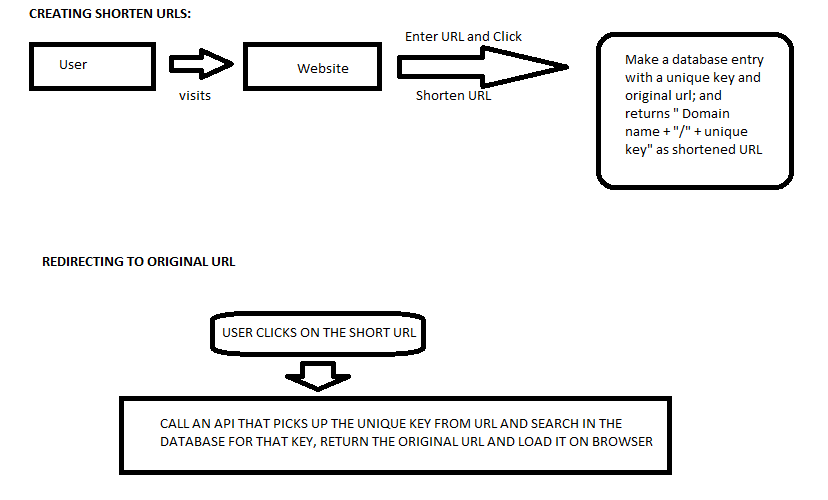 CREATING SHORTEN URLS:
User
visits
Website
Enter URL and Click
Shorten URL
Make a database entry
with a unique key and
original url; and
returns " Domain
name + "/" + unique
key" as shortened URL
REDIRECTING TO ORIGINAL URL
USER CLICKS ON THE SHORT URL
CALL AN API THAT PICKS UP THE UNIQUE KEY FROM URL AND SEARCH IN THE
DATABASE FOR THAT KEY, RETURN THE ORIGINAL URL AND LOAD IT ON BROWSER